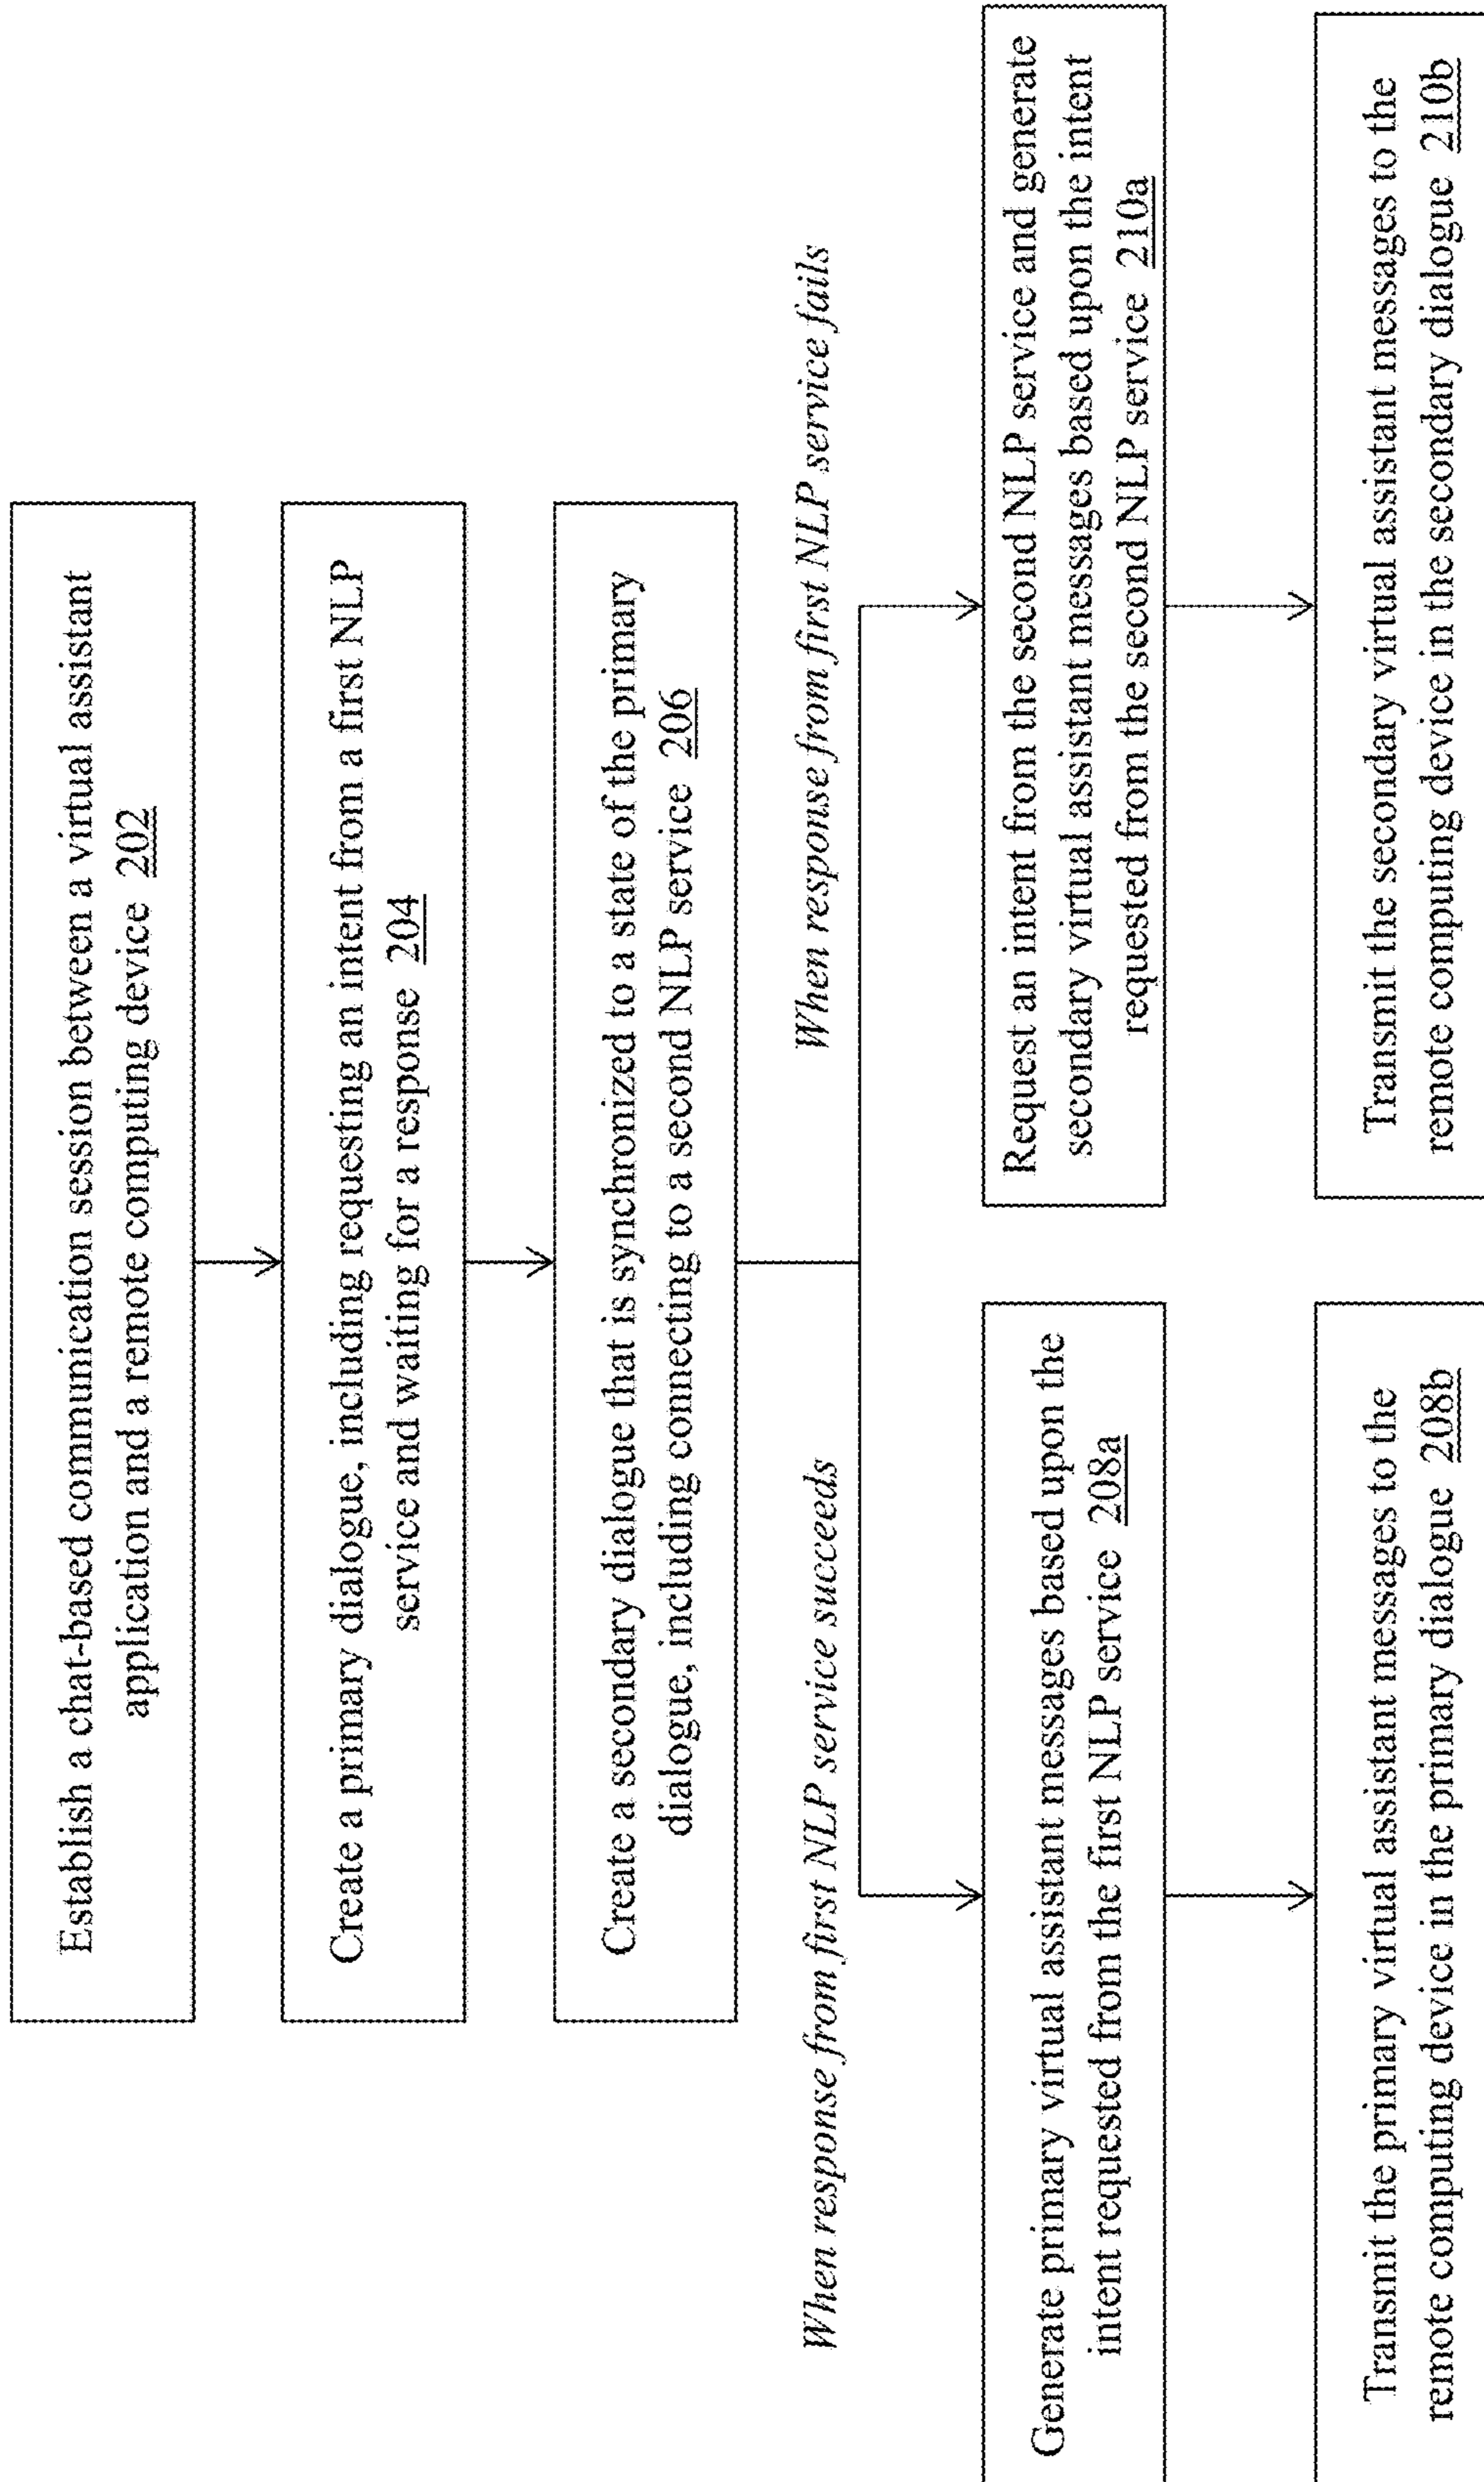 Establish a chat-based communication session between a virtual assistant
application and a remote computing device 202
Create a primary dialogue, including requesting an intent from a first NLP
service and waiting for a response 204
Create a secondary dialogue that is synchronized to a state of the primary
dialogue, including connecting to a second NLP service 206
When response from first NLP service succeeds
When response from first NLP service fails
Generate primary virtual assistant messages based upon the
intent requested from the first NLP service 208a
Request an intent from the second NLP service and generate
secondary virtual assistant messages based upon the intent
requested from the second NLP service 210a
Transmit the primary virtual assistant messages to the
remote computing device in the primary dialogue 208b
Transmit the secondary virtual assistant messages to the
remote computing device in the secondary dialogue 210b